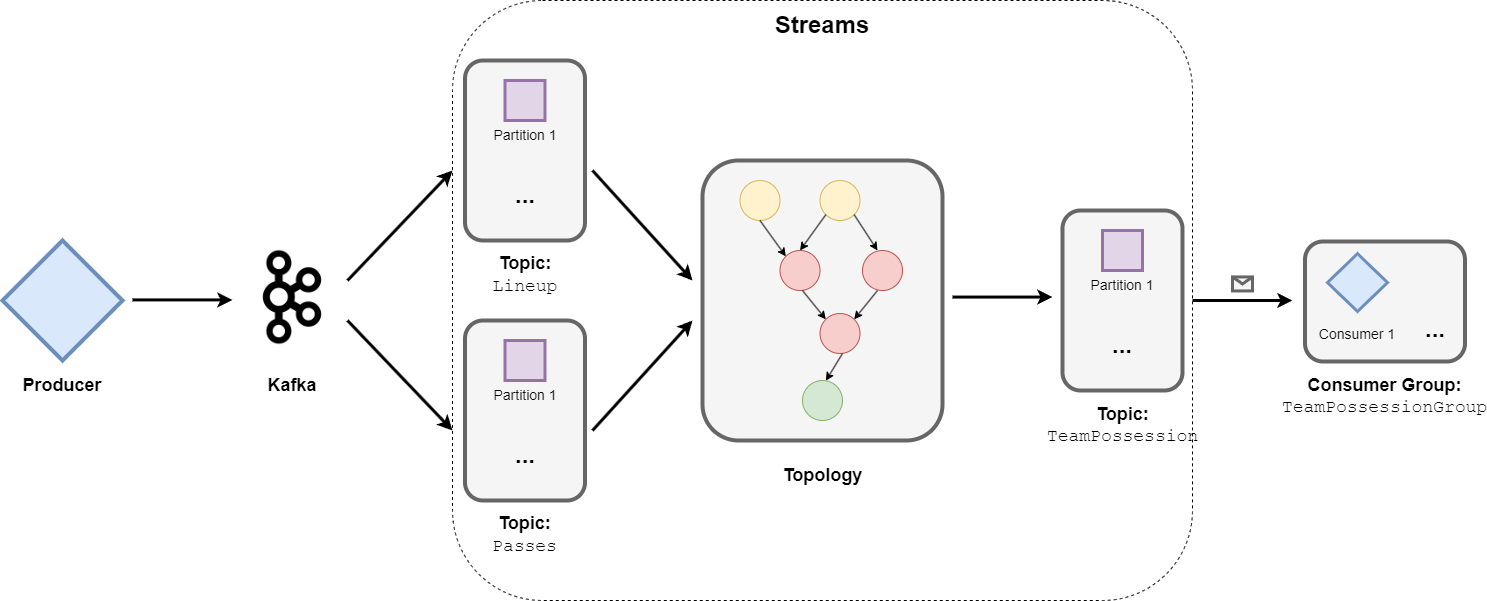 Streams
Partition 1
...
Topic:
Lineup
Producer
Kafka
Partition 1
...
Topic:
Passes
Topology
Partition 1
...
Topic:
TeamPossession
Consumer 1
...
Consumer Group:
TeamPossessionGroup